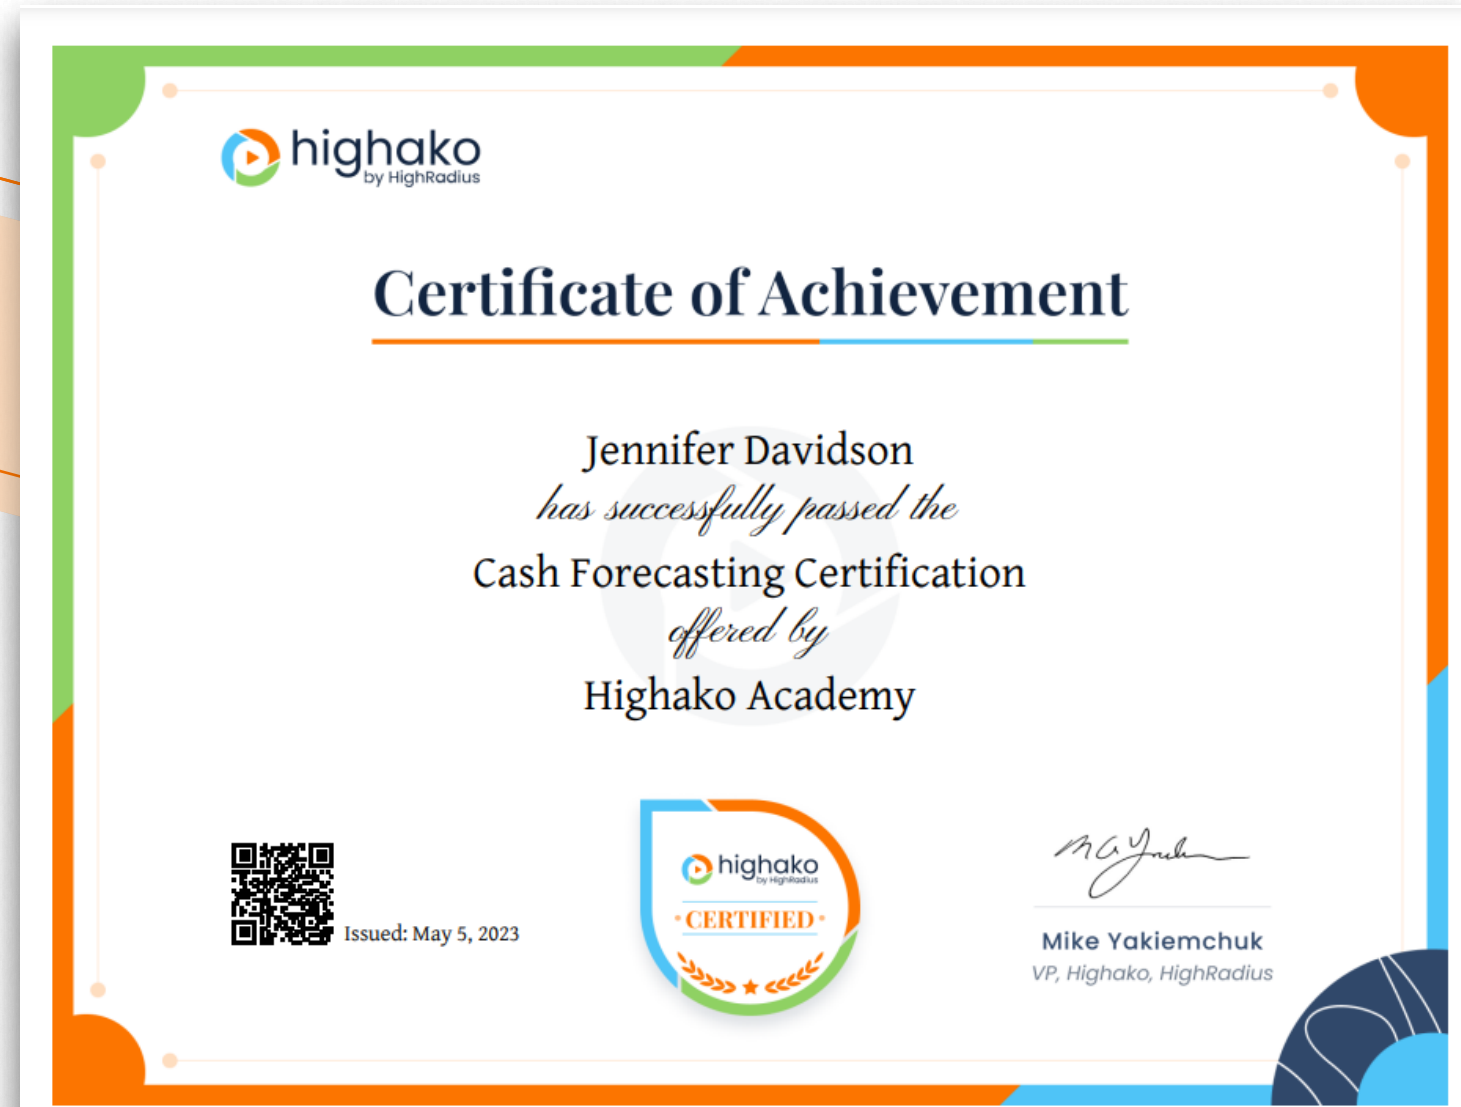 highako
by HighRadius
Certificate of Achievement
Jennifer Davidson
has successfully passed the
Cash Forecasting Certification
offered by
Highako Academy
Issued: May 5, 2023
highako
by HighRadius
CERTIFIED
Mike Yakiemchuk
VP, Highako, HighRadius